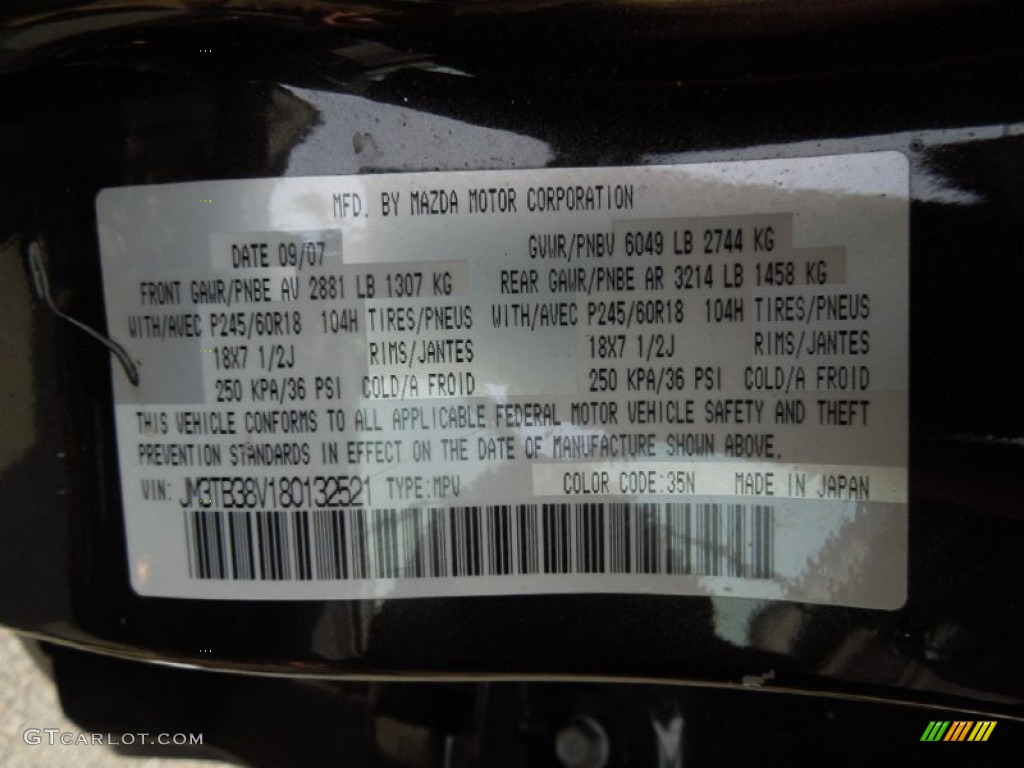 MFD. BY MAZDA MOTOR CORPORATION
DATE 09/07 GVWR/PNBV 6049 LB 2744 KG
FRONT GAWR/PNBE AV 2881 LB 1307 KG REAR GAWR/PNBE AR 3214 LB 1458 KG
WITH/AVEC P245/60R18 104H TIRES/PNEUS WITH/AVEC P245/60R18 104H TIRES/PNEUS
18X7 1/2J RIMS/JANTES 18X7 1/2J RIMS/JANTES
250 KPA/36 PSI COLD/A FROID 250 KPA/36 PSI COLD/A FROID
THIS VEHICLE CONFORMS TO ALL APPLICABLE FEDERAL MOTOR VEHICLE SAFETY AND THEFT
PREVENTION STANDARDS IN EFFECT ON THE DATE OF MANUFACTURE SHOWN ABOVE.
VIN: JM3TB38V180132521 TYPE:MPV COLOR CODE:35N MADE IN JAPAN
GTCARLOT.COM